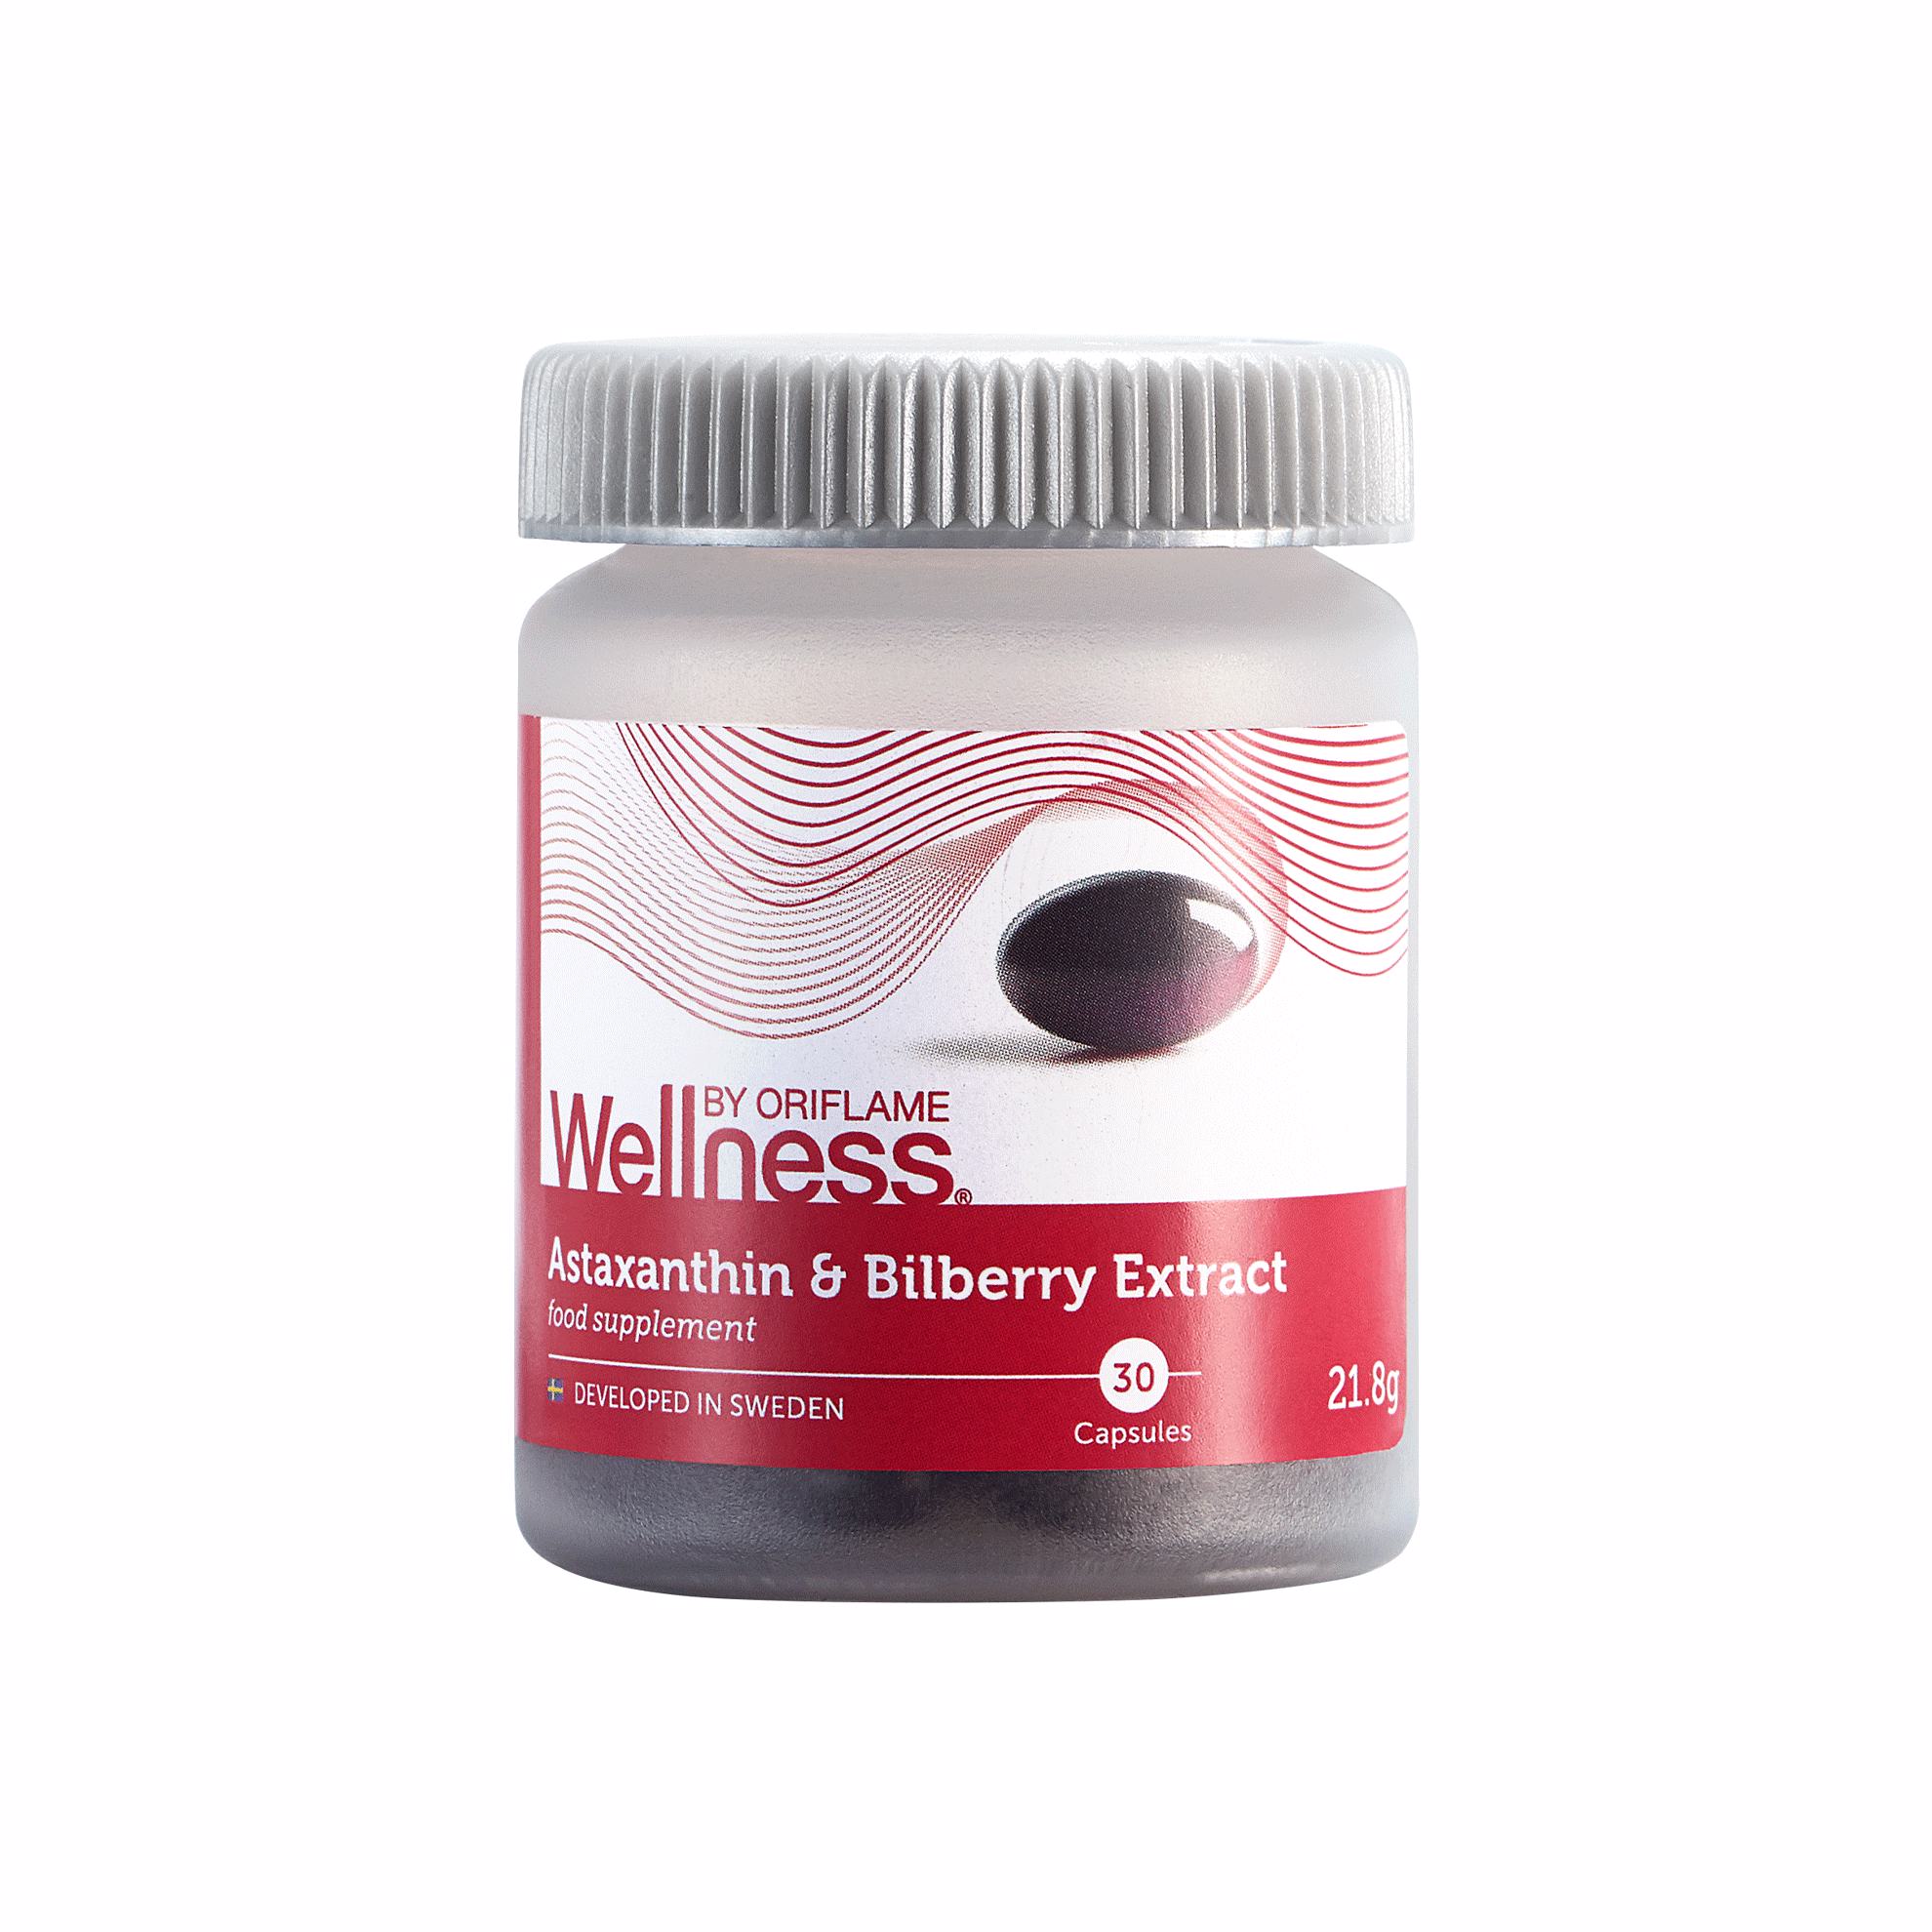 BY ORIFLAME
Wellness®
Astaxanthin & Bilberry Extract
food supplement
30
DEVELOPED IN SWEDEN
Capsules
21.8g